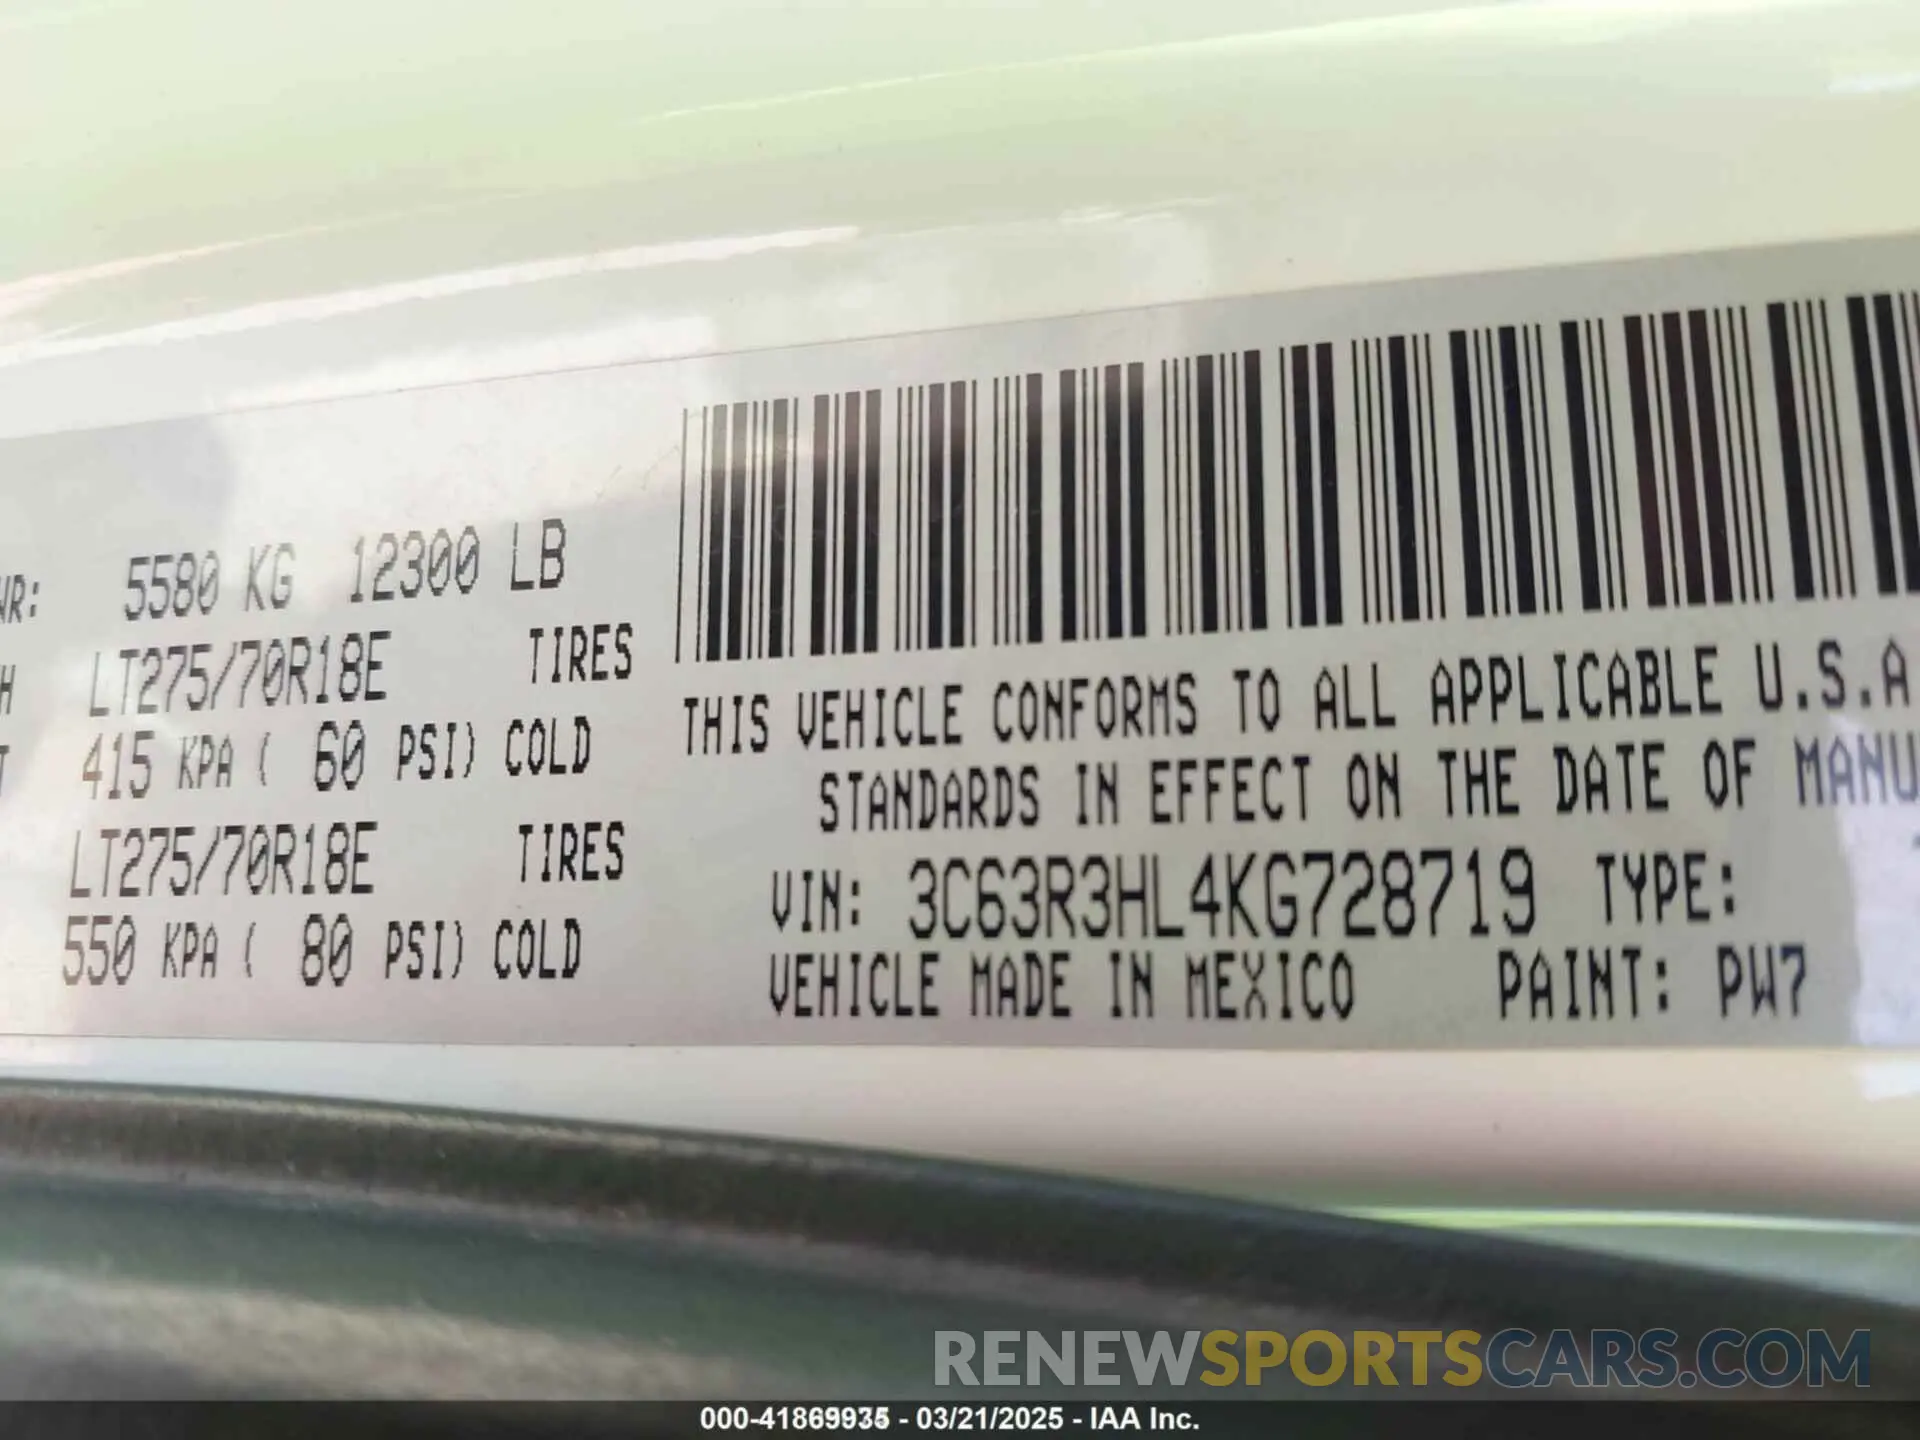 WR: 5580 KG 12300 LB
H LT275/70R18E TIRES
T 415 KPA ( 60 PSI) COLD
LT275/70R18E TIRES
550 KPA ( 80 PSI) COLD
THIS VEHICLE CONFORMS TO ALL APPLICABLE U.S.A
STANDARDS IN EFFECT ON THE DATE OF MANU
VIN: 3C63R3HL4KG728719 TYPE:
VEHICLE MADE IN MEXICO PAINT: PW7
RENEWSPORTSCARS.COM
- 03/21/2025 - IAA Inc.